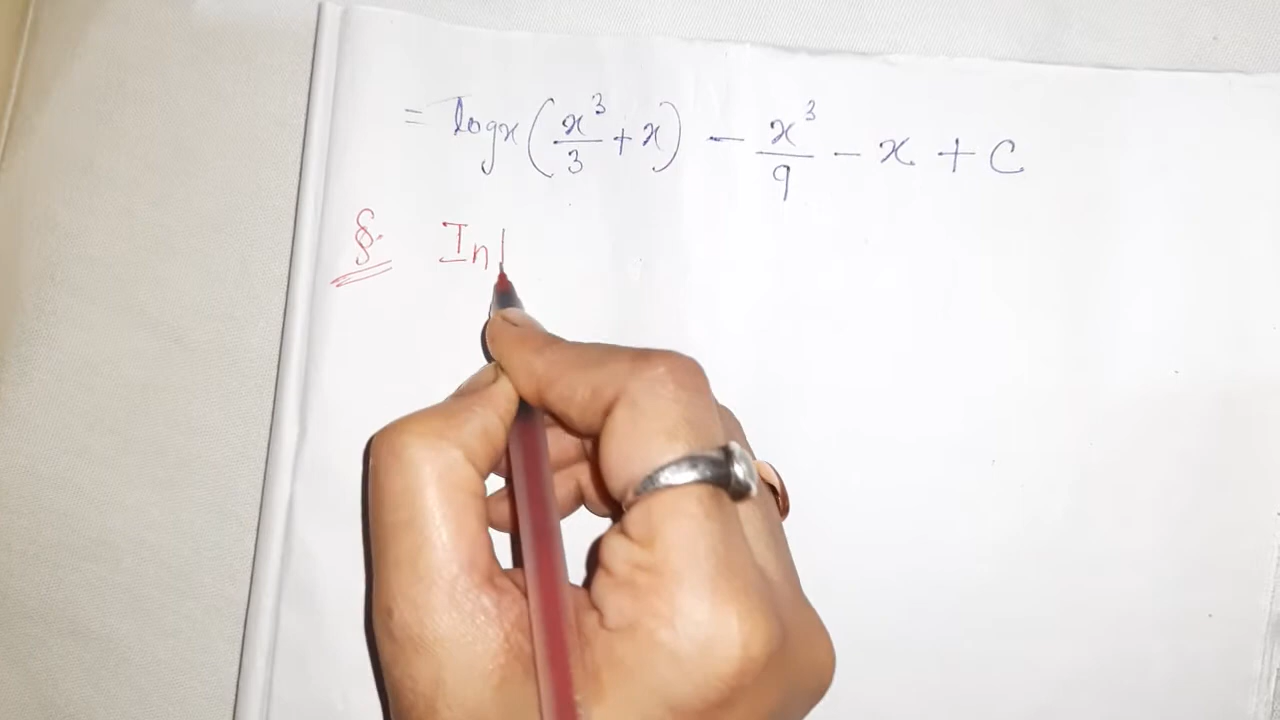 = log x (x³/3 + x) - x³/9 - x + C
§ In